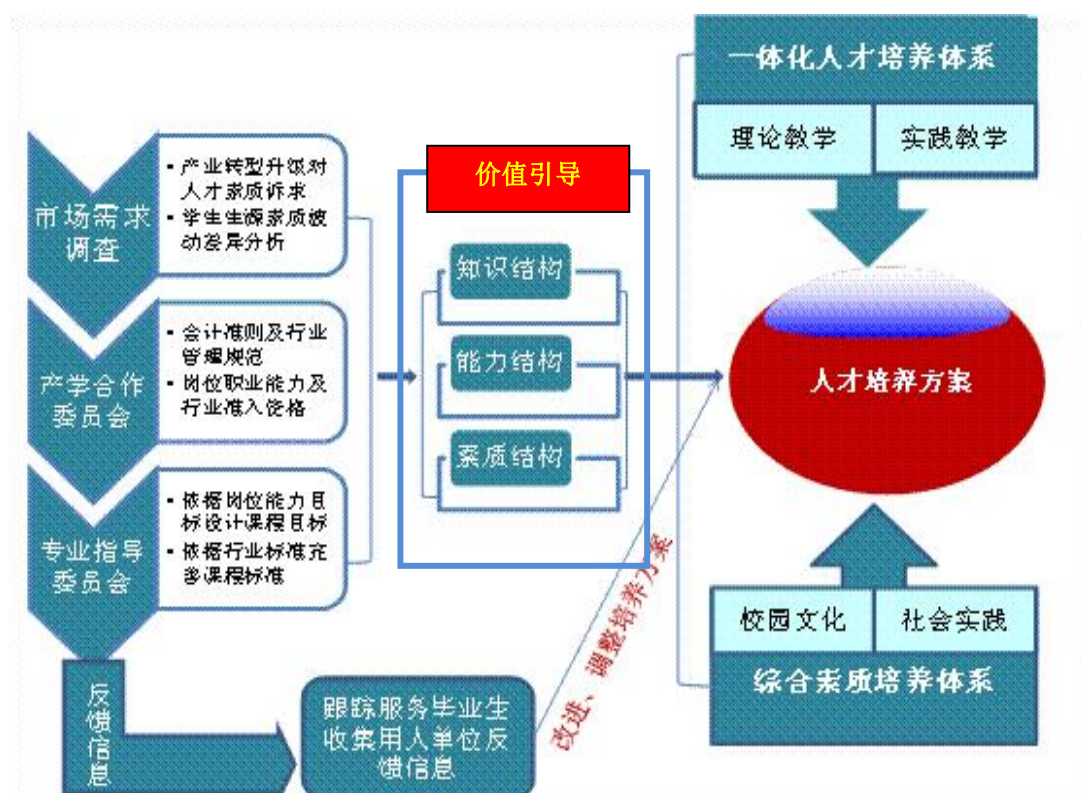 市场需求
调查
▪ 产业转型升级对
人才素质诉求
▪ 学生生源素质波
动差异分析
产学合作
委员会
▪ 会计准则及行业
管理规范
▪ 岗位职业能力及
行业准入资格
专业指导
委员会
▪ 依据岗位能力目
标设计课程目标
▪ 依据行业标准完
善课程标准
反馈信息
跟踪服务毕业生
收集用人单位反
馈信息
改进、调整培养方案
价值引导
知识结构
能力结构
素质结构
一体化人才培养体系
理论教学
实践教学
人才培养方案
校园文化
社会实践
综合素质培养体系